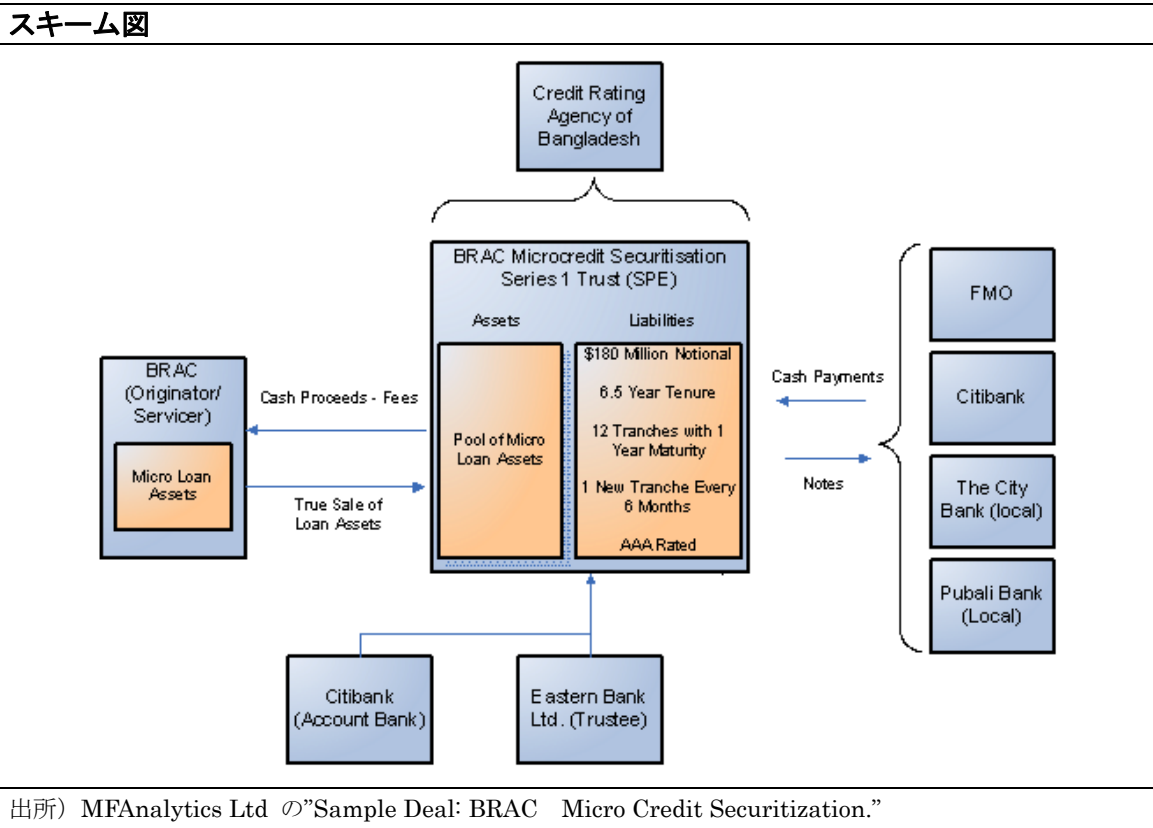 スキーム図
Credit Rating
Agency of
Bangladesh
BRAC Microcredit Securitisation
Series 1 Trust (SPE)
Assets
Liabilities
Pool of Micro
Loan Assets
$180 Million Notional
6.5 Year Tenure
12 Tranches with 1
Year Maturity
1 New Tranche Every
6 Months
AAA Rated
BRAC
(Originator/
Servicer)
Micro Loan
Assets
Cash Proceeds - Fees
True Sale of
Loan Assets
Cash Payments
Notes
FMO
Citibank
The City
Bank (local)
Pubali Bank
(Local)
Citibank
(Account Bank)
Eastern Bank
Ltd. (Trustee)
出所）MFAnalytics Ltd の”Sample Deal: BRAC　Micro Credit Securitization.”